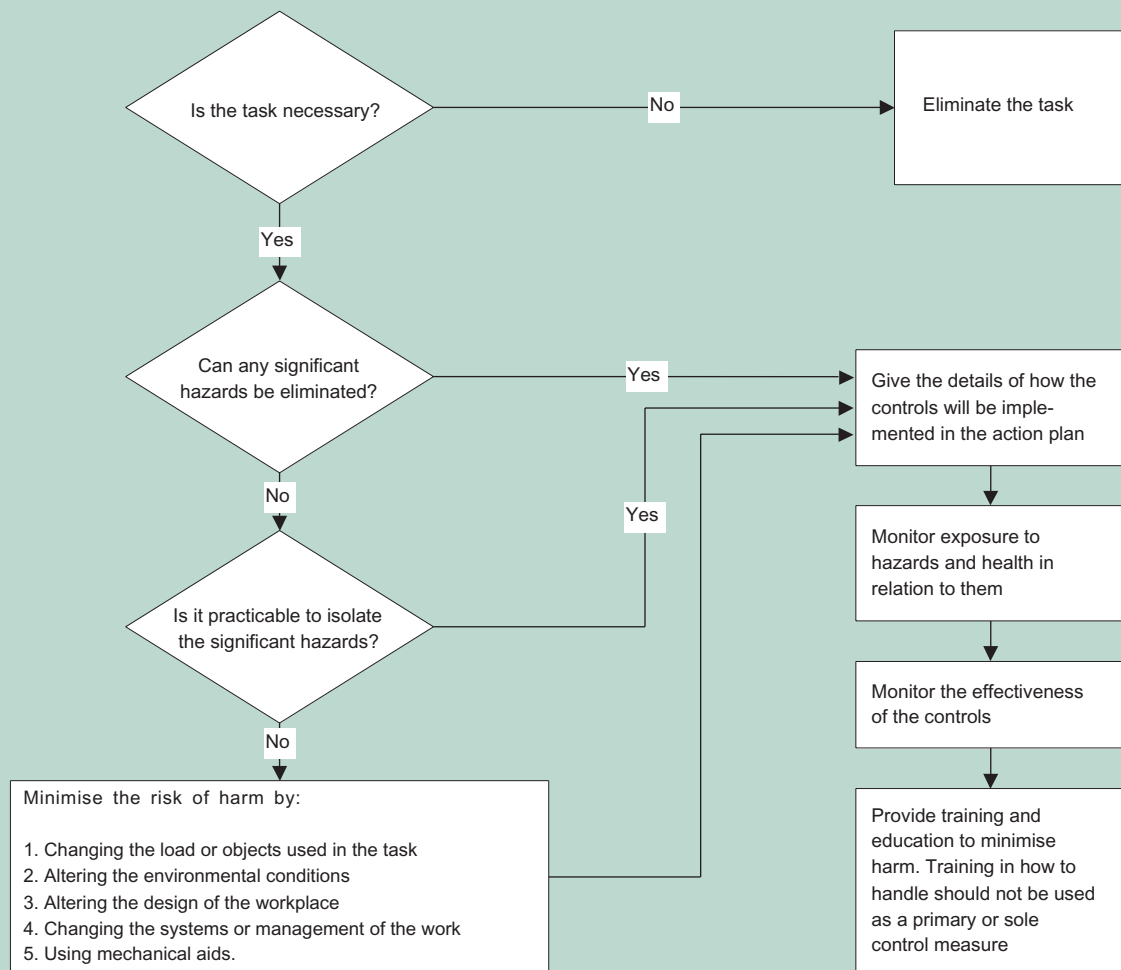 Is the task necessary?
No
Eliminate the task
Yes
Can any significant
hazards be eliminated?
Yes
Give the details of how the
controls will be imple-
mented in the action plan
No
Yes
Monitor exposure to
hazards and health in
relation to them
Is it practicable to isolate
the significant hazards?
Monitor the effectiveness
of the controls
No
Minimise the risk of harm by:
1. Changing the load or objects used in the task
2. Altering the environmental conditions
3. Altering the design of the workplace
4. Changing the systems or management of the work
5. Using mechanical aids.
Provide training and
education to minimise
harm. Training in how to
handle should not be used
as a primary or sole
control measure